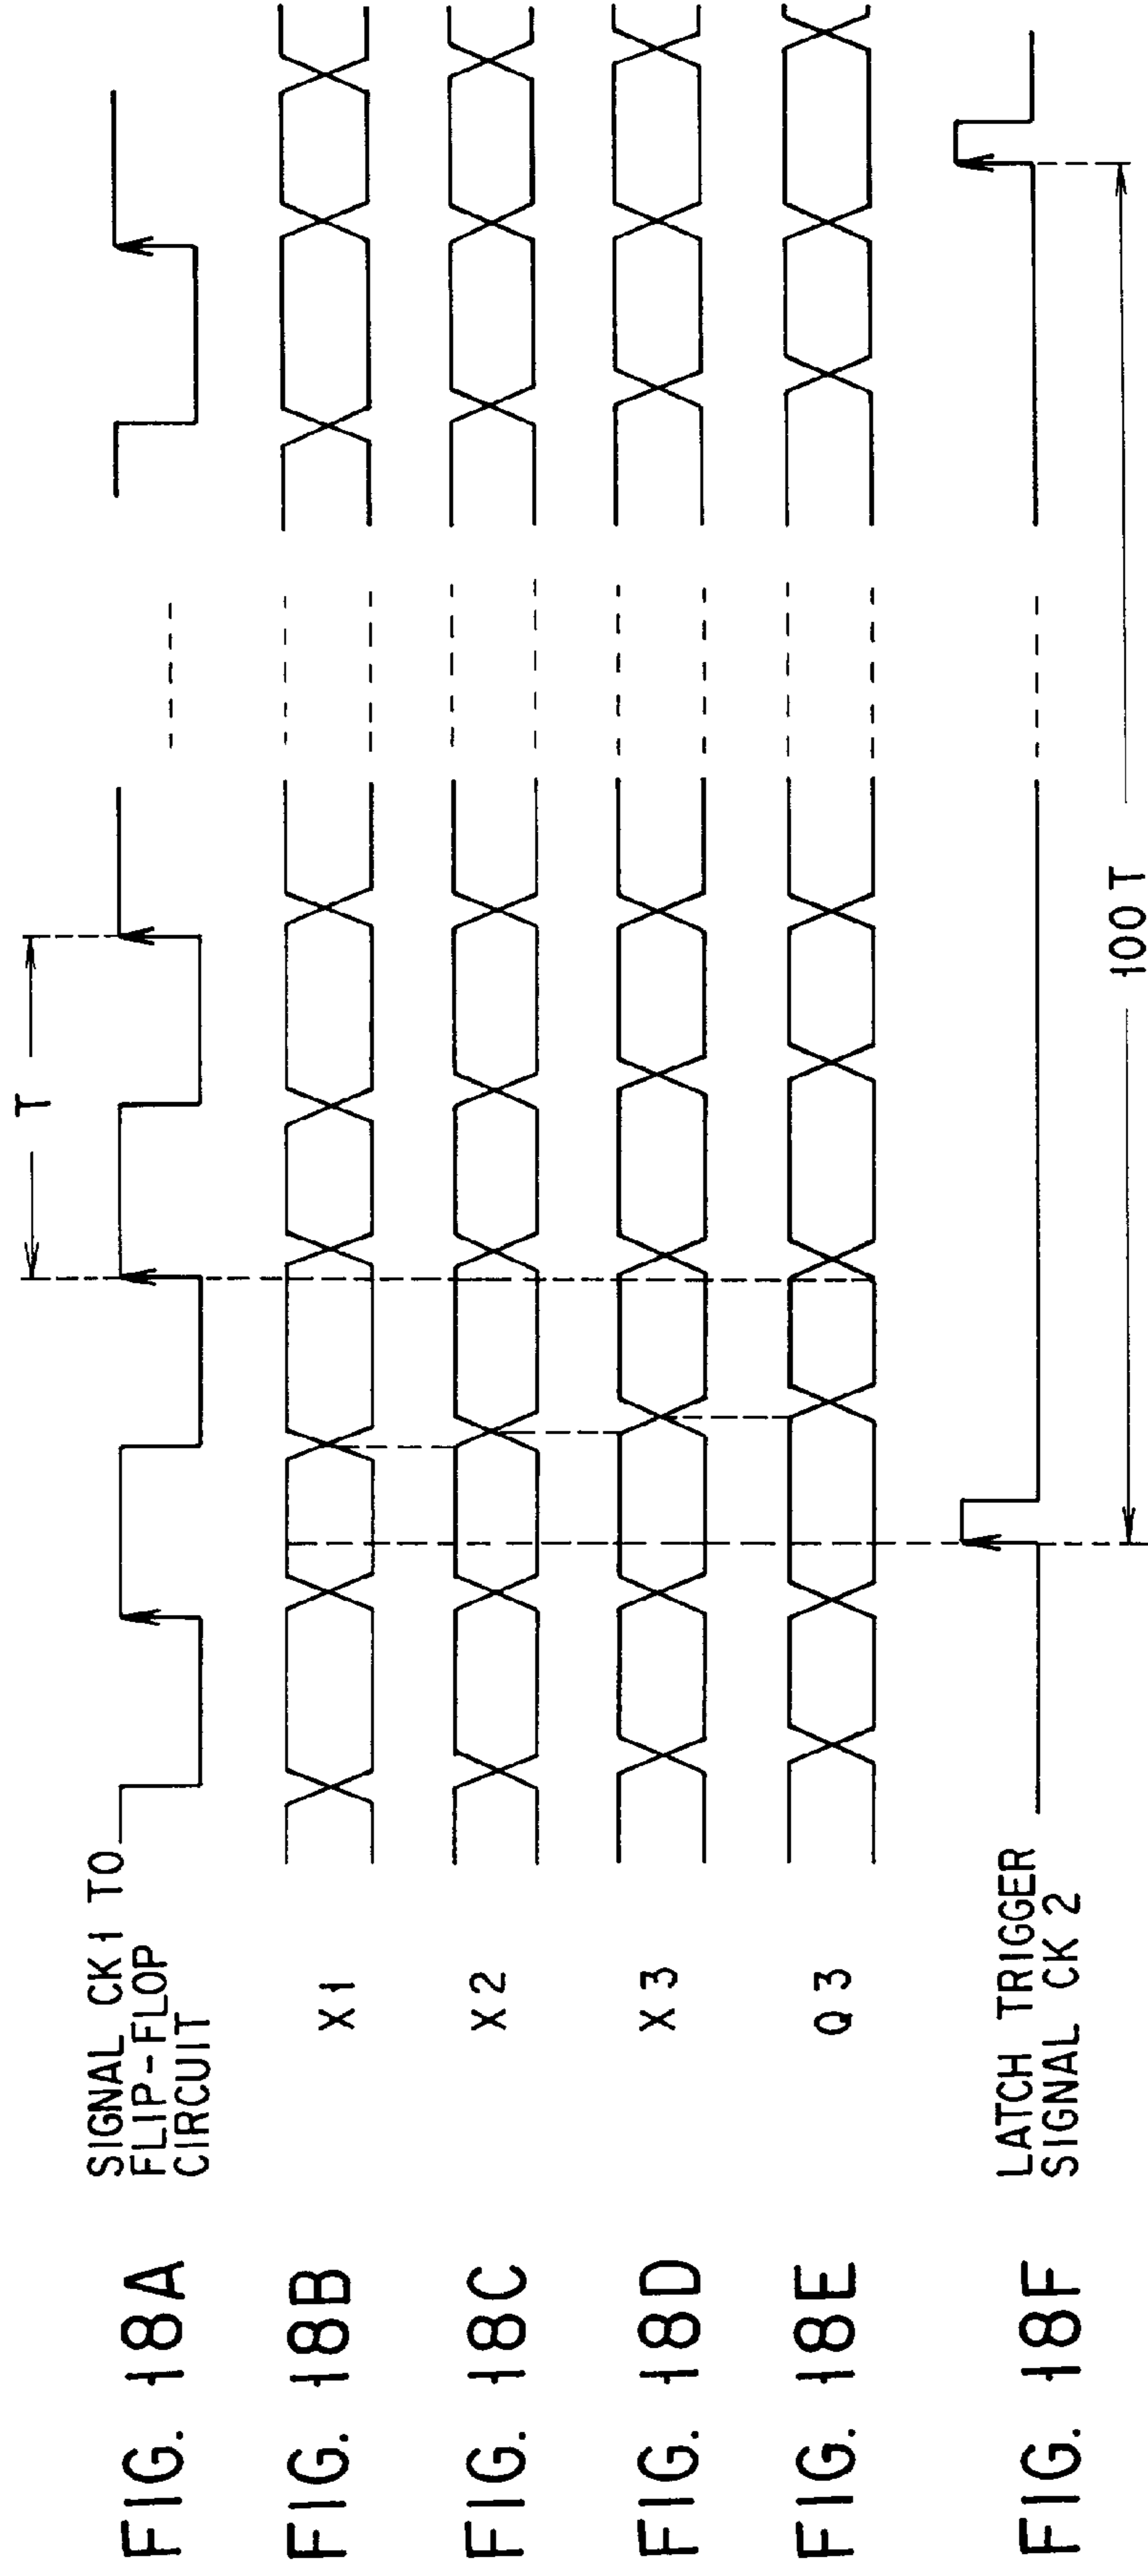 FIG. 18A
SIGNAL CK1 TO
FLIP-FLOP
CIRCUIT
T
FIG. 18B
X1
FIG. 18C
X2
FIG. 18D
X3
FIG. 18E
Q3
FIG. 18F
LATCH TRIGGER
SIGNAL CK2
100T